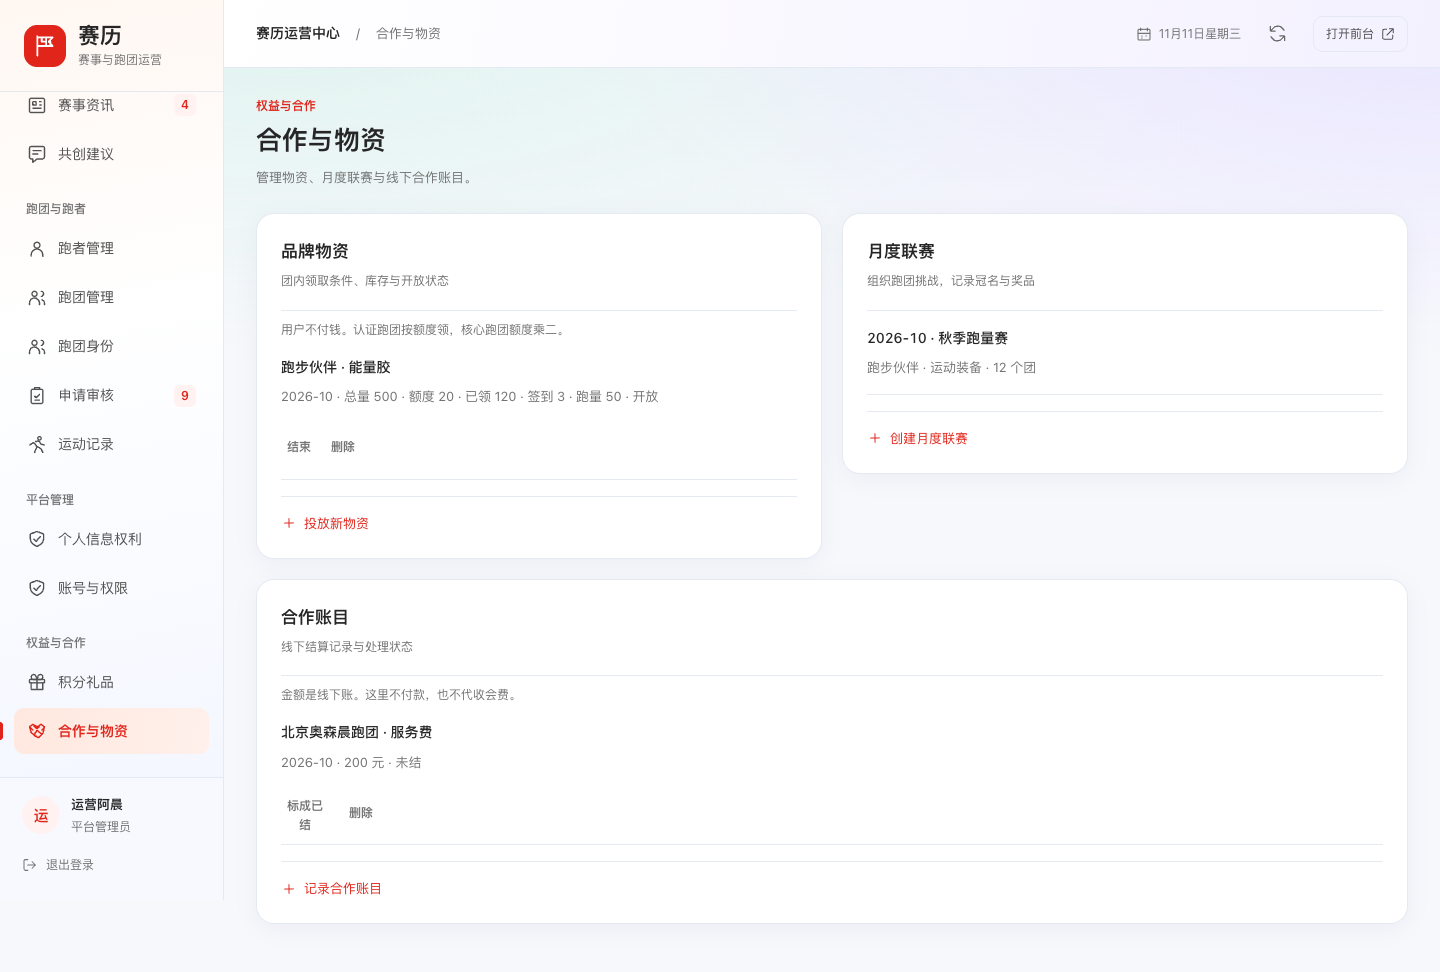 赛历
赛事与跑团运营
赛事资讯
4
共创建议
跑团与跑者
跑者管理
跑团管理
跑团身份
申请审核
9
运动记录
平台管理
个人信息权利
账号与权限
权益与合作
积分礼品
合作与物资
运
运营阿晨
平台管理员
退出登录
赛历运营中心 / 合作与物资
11月11日星期三
打开前台
权益与合作
合作与物资
管理物资、月度联赛与线下合作账目。
品牌物资
团内领取条件、库存与开放状态
用户不付钱。认证跑团按额度领，核心跑团额度乘二。
跑步伙伴 · 能量胶
2026-10 · 总量 500 · 额度 20 · 已领 120 · 签到 3 · 跑量 50 · 开放
结束 删除
投放新物资
月度联赛
组织跑团挑战，记录冠名与奖品
2026-10 · 秋季跑量赛
跑步伙伴 · 运动装备 · 12 个团
创建月度联赛
合作账目
线下结算记录与处理状态
金额是线下账。这里不付款，也不代收会费。
北京奥森晨跑团 · 服务费
2026-10 · 200 元 · 未结
标成已
结
删除
记录合作账目